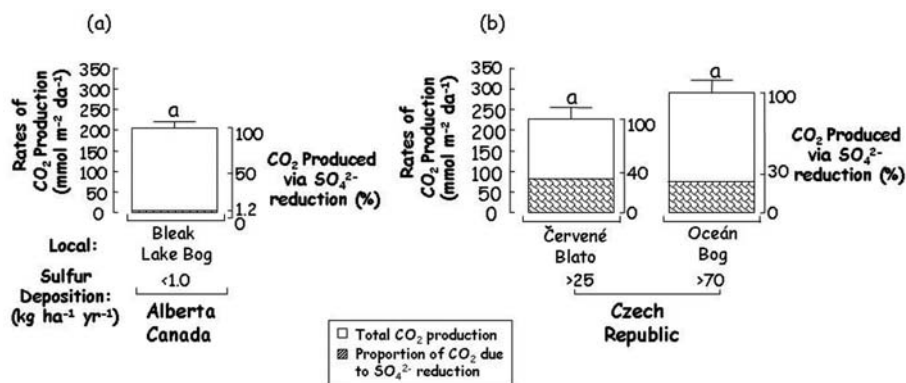 (a)
Rates of
CO₂ Production
(mmol m⁻² da⁻¹)
350
300
250
200
150
100
50
0
a
100
50
1.2
0
CO₂ Produced
via SO₄²⁻
reduction (%)
Local:
Bleak
Lake Bog
Sulfur
Deposition:
(kg ha⁻¹ yr⁻¹)
<1.0
Alberta
Canada
(b)
Rates of
CO₂ Production
(mmol m⁻² da⁻¹)
350
300
250
200
150
100
50
0
a
100
40
0
a
100
30
0
CO₂ Produced
via SO₄²⁻
reduction (%)
Červené
Blato
Oceán
Bog
>25
>70
Czech
Republic
Total CO₂ production
Proportion of CO₂ due
to SO₄²⁻ reduction